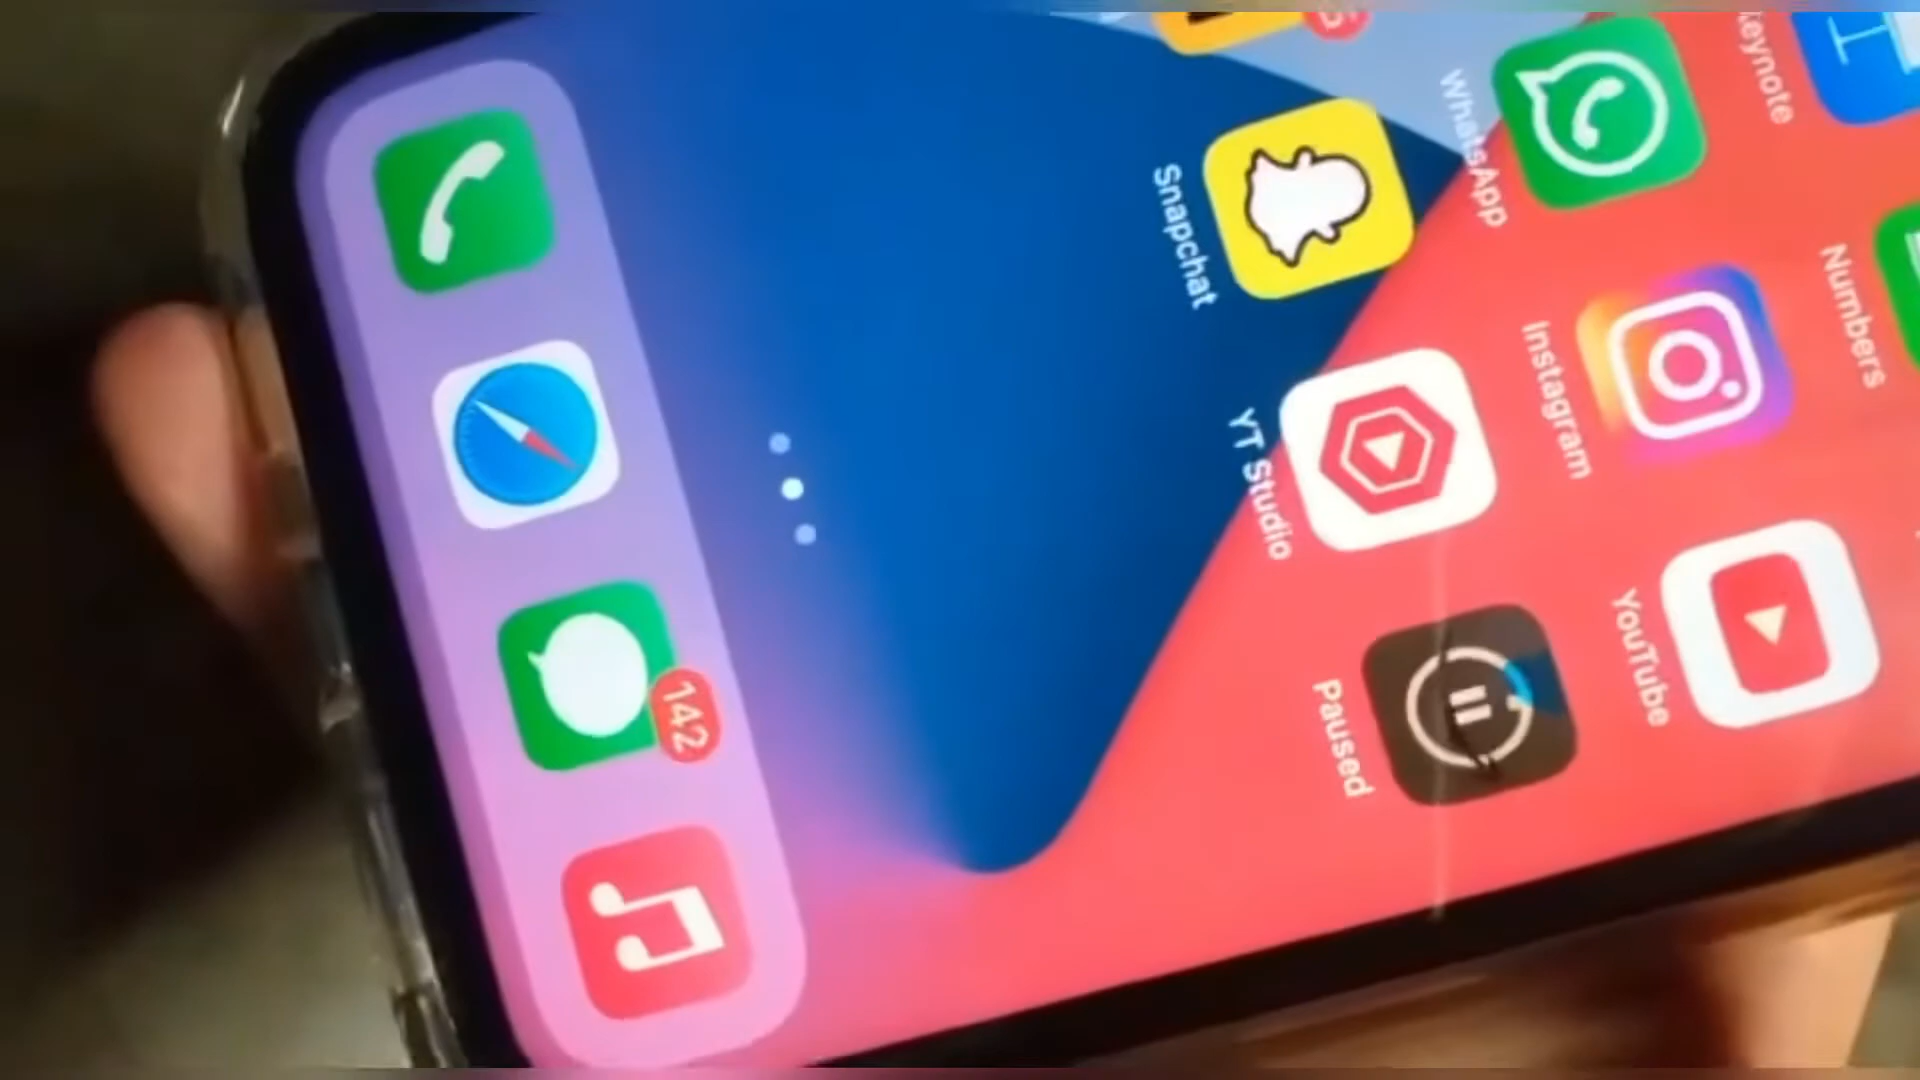 Keynote
WhatsApp
Snapchat
Numbers
Instagram
YT Studio
YouTube
Paused
142